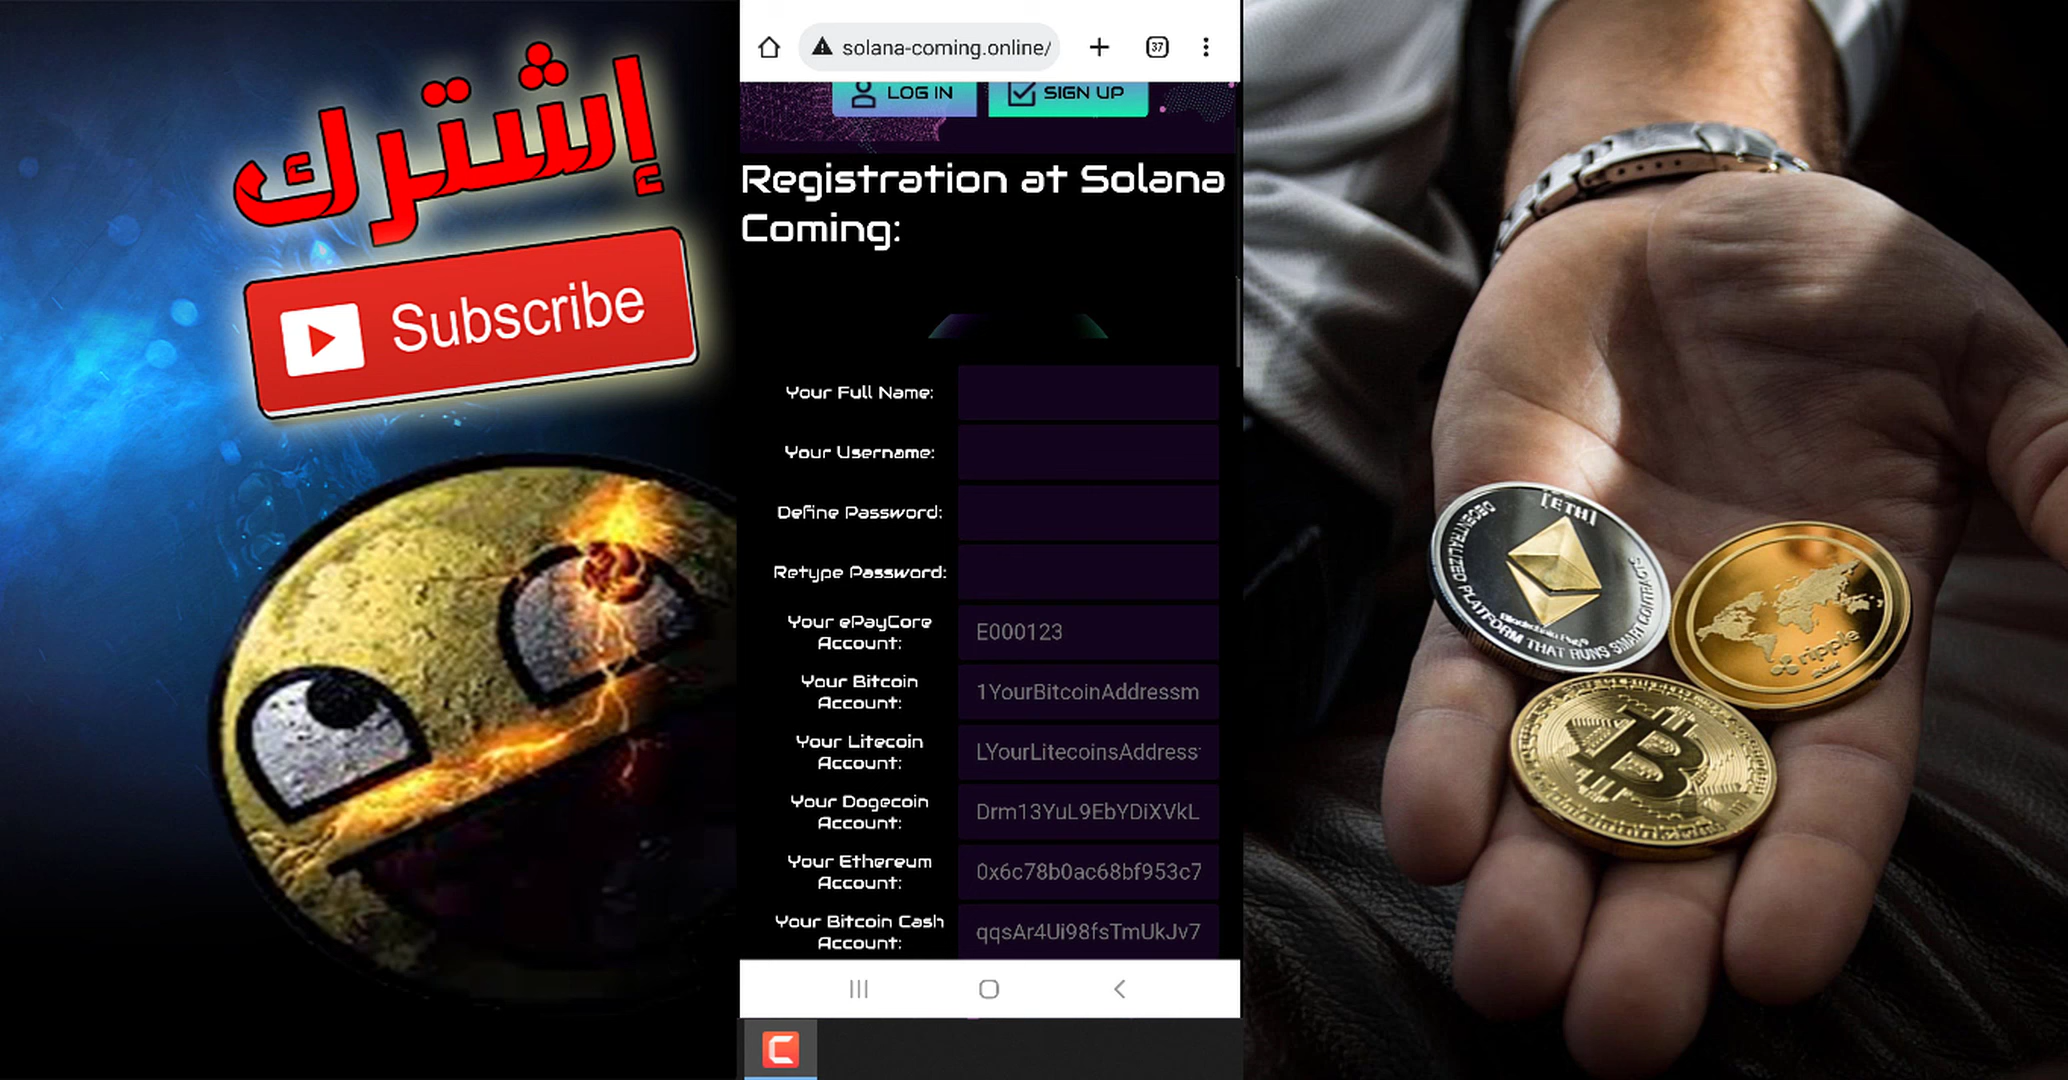 إشترك
Subscribe
solana-coming.online/
37
LOG IN
SIGN UP
Registration at Solana
Coming:
Your Full Name:
Your Username:
Define Password:
Retype Password:
Your ePayCore
Account:
E000123
Your Bitcoin
Account:
1YourBitcoinAddressm
Your Litecoin
Account:
LYourLitecoinsAddress
Your Dogecoin
Account:
Drm13YuL9EbYDiXVkL
Your Ethereum
Account:
0x6c78b0ac68bf953c7
Your Bitcoin Cash
Account:
qqsAr4Ui98fsTmUkJv7
[ETH]
DECENTRALIZED PLATFORM THAT RUNS SMART CONTRACTS
ripple
B